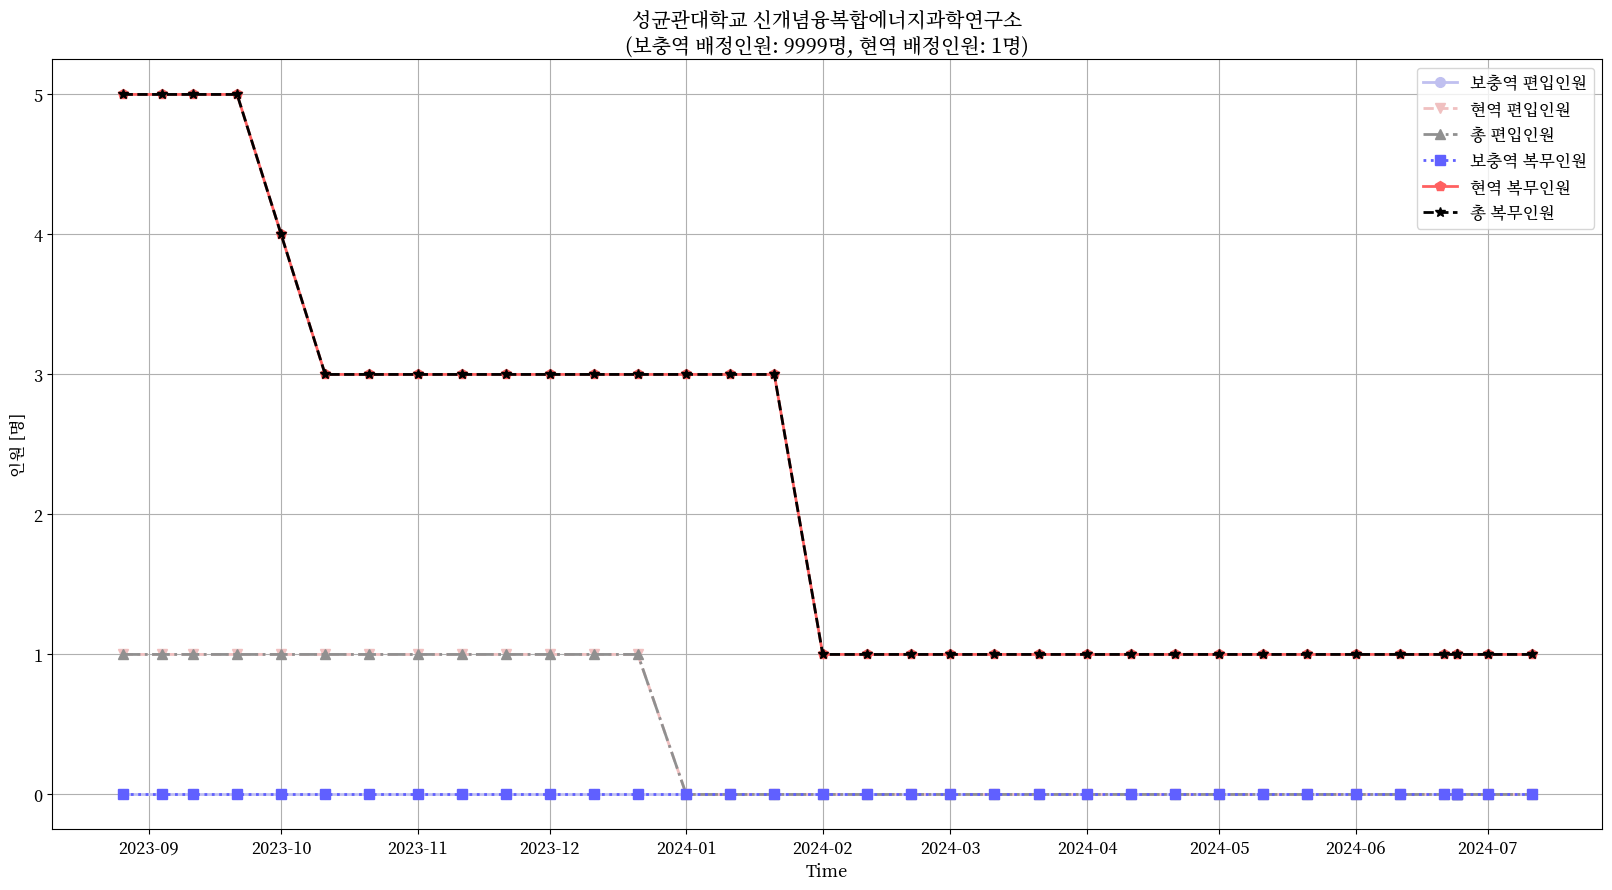 성균관대학교 신개념융복합에너지과학연구소
(보충역 배정인원: 9999명, 현역 배정인원: 1명)
보충역 편입인원
현역 편입인원
총 편입인원
보충역 복무인원
현역 복무인원
총 복무인원
인원 [명]
5
4
3
2
1
0
2023-09
2023-10
2023-11
2023-12
2024-01
2024-02
2024-03
2024-04
2024-05
2024-06
2024-07
Time